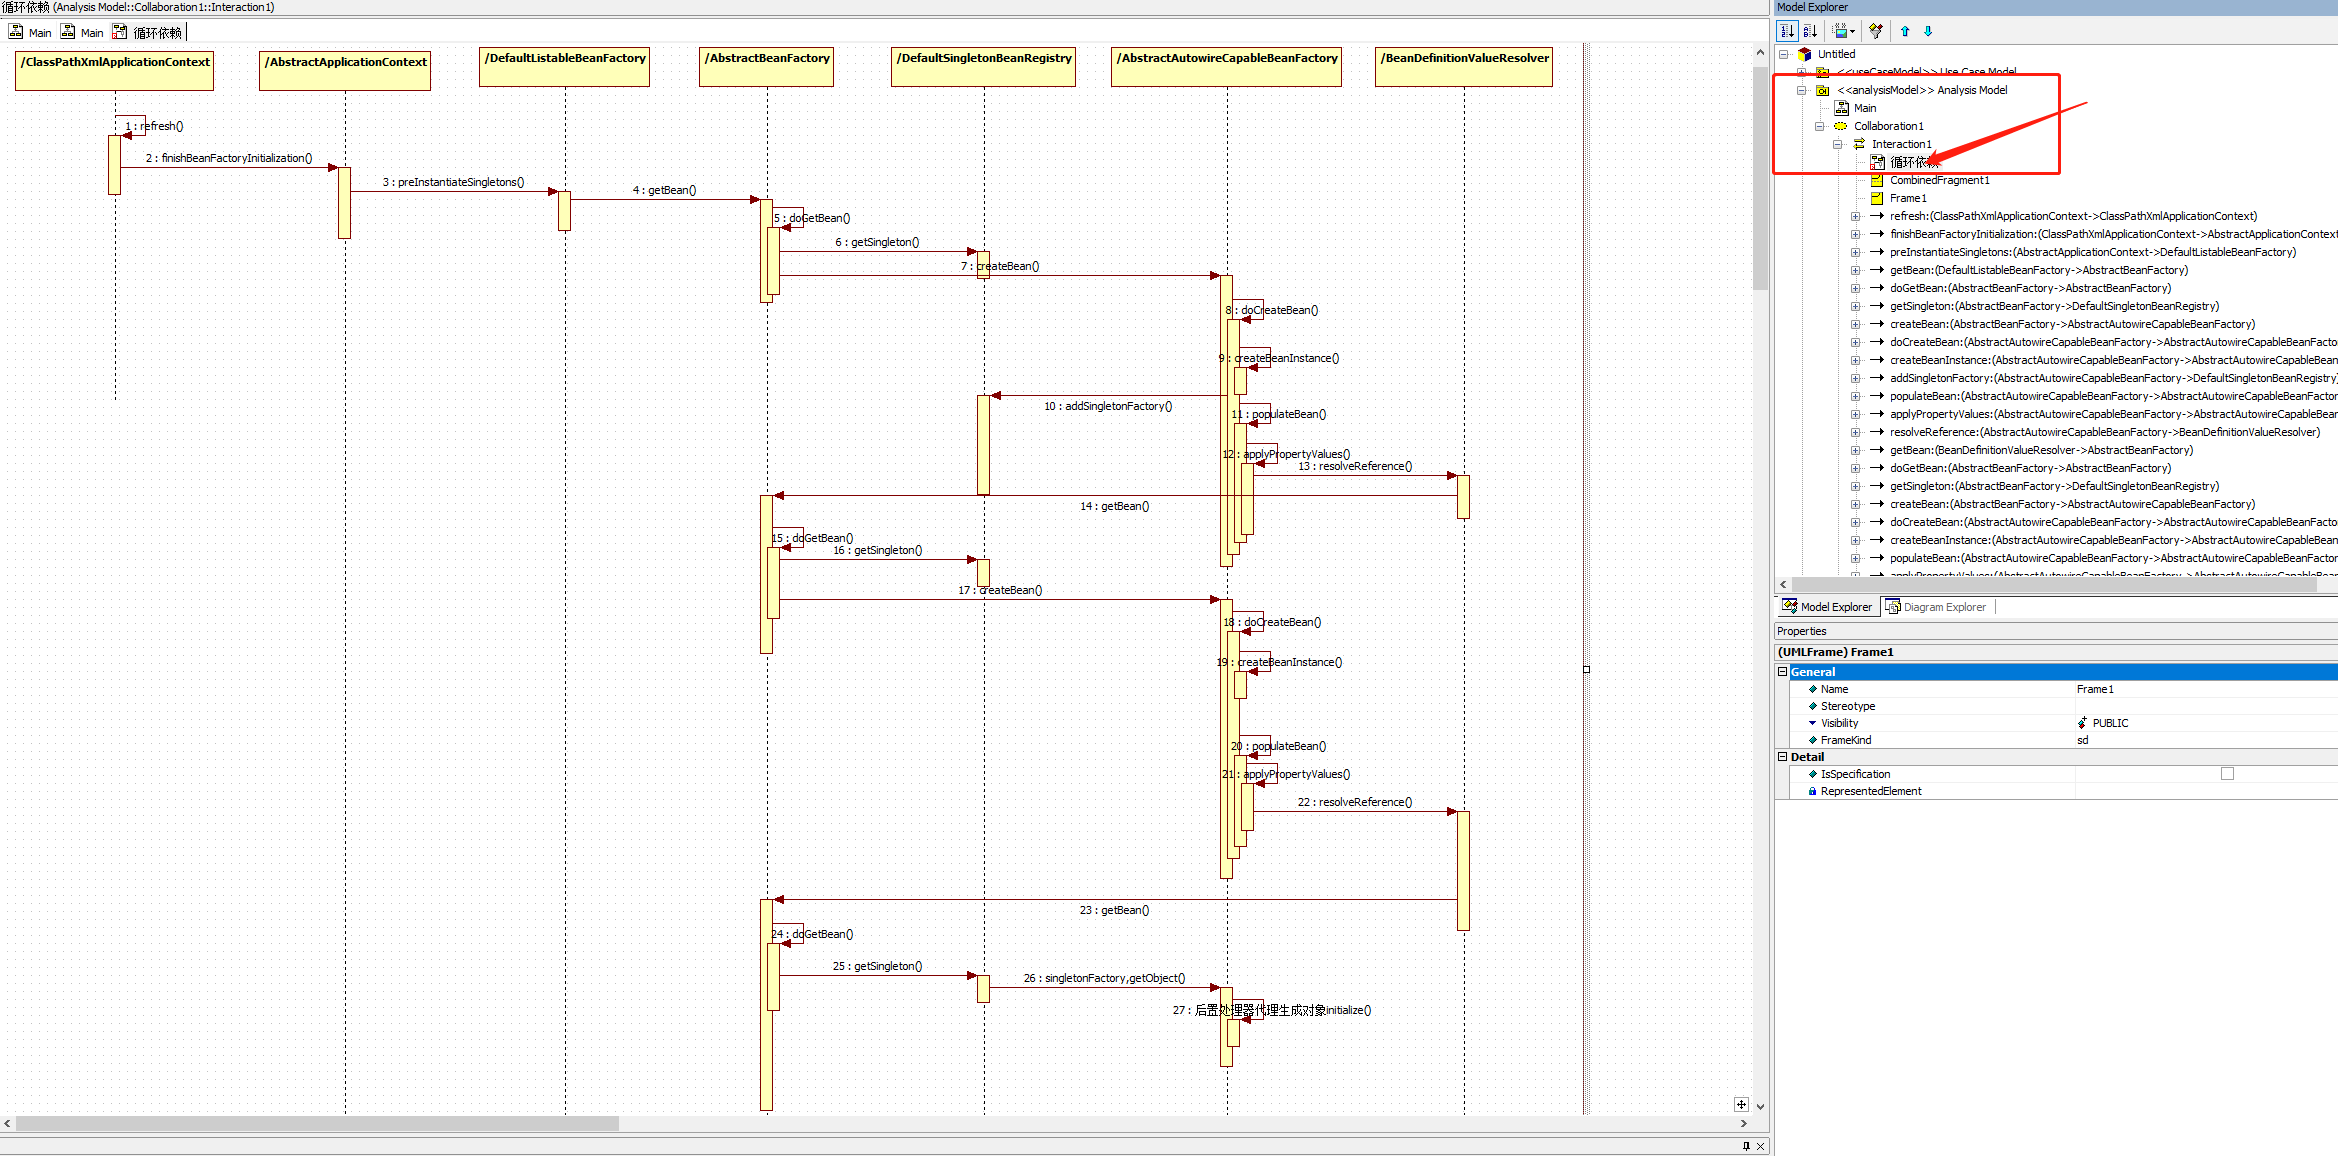 循环依赖 (Analysis Model::Collaboration1::Interaction1)
Main
Main
循环依赖
/ClassPathXmlApplicationContext
/AbstractApplicationContext
/DefaultListableBeanFactory
/AbstractBeanFactory
/DefaultSingletonBeanRegistry
/AbstractAutowireCapableBeanFactory
/BeanDefinitionValueResolver
1 : refresh()
2 : finishBeanFactoryInitialization()
3 : preInstantiateSingletons()
4 : getBean()
5 : doGetBean()
6 : getSingleton()
7 : createBean()
8 : doCreateBean()
9 : createBeanInstance()
10 : addSingletonFactory()
11 : populateBean()
12 : applyPropertyValues()
13 : resolveReference()
14 : getBean()
15 : doGetBean()
16 : getSingleton()
17 : createBean()
18 : doCreateBean()
19 : createBeanInstance()
20 : populateBean()
21 : applyPropertyValues()
22 : resolveReference()
23 : getBean()
24 : doGetBean()
25 : getSingleton()
26 : singletonFactory,getObject()
27 : 后置处理器代理生成对象initialize()
Model Explorer
Untitled
<<useCaseModel>> Use Case Model
<<analysisModel>> Analysis Model
Main
Collaboration1
Interaction1
循环依赖
CombinedFragment1
Frame1
refresh:(ClassPathXmlApplicationContext->ClassPathXmlApplicationContext)
finishBeanFactoryInitialization:(ClassPathXmlApplicationContext->AbstractApplicationContext
preInstantiateSingletons:(AbstractApplicationContext->DefaultListableBeanFactory)
getBean:(DefaultListableBeanFactory->AbstractBeanFactory)
doGetBean:(AbstractBeanFactory->AbstractBeanFactory)
getSingleton:(AbstractBeanFactory->DefaultSingletonBeanRegistry)
createBean:(AbstractBeanFactory->AbstractAutowireCapableBeanFactory)
doCreateBean:(AbstractAutowireCapableBeanFactory->AbstractAutowireCapableBeanFacto
createBeanInstance:(AbstractAutowireCapableBeanFactory->AbstractAutowireCapableBean
addSingletonFactory:(AbstractAutowireCapableBeanFactory->DefaultSingletonBeanRegistry)
populateBean:(AbstractAutowireCapableBeanFactory->AbstractAutowireCapableBeanFactor
applyPropertyValues:(AbstractAutowireCapableBeanFactory->AbstractAutowireCapableBean
resolveReference:(AbstractAutowireCapableBeanFactory->BeanDefinitionValueResolver)
getBean:(BeanDefinitionValueResolver->AbstractBeanFactory)
doGetBean:(AbstractBeanFactory->AbstractBeanFactory)
getSingleton:(AbstractBeanFactory->DefaultSingletonBeanRegistry)
createBean:(AbstractBeanFactory->AbstractAutowireCapableBeanFactory)
doCreateBean:(AbstractAutowireCapableBeanFactory->AbstractAutowireCapableBeanFacto
createBeanInstance:(AbstractAutowireCapableBeanFactory->AbstractAutowireCapableBean
populateBean:(AbstractAutowireCapableBeanFactory->AbstractAutowireCapableBeanFactor
applyPropertyValues:(AbstractAutowireCapableBeanFactory->AbstractAutowireCapableBean
Model Explorer
Diagram Explorer
Properties
(UMLFrame) Frame1
General
Name Frame1
Stereotype
Visibility PUBLIC
FrameKind sd
Detail
IsSpecification
RepresentedElement